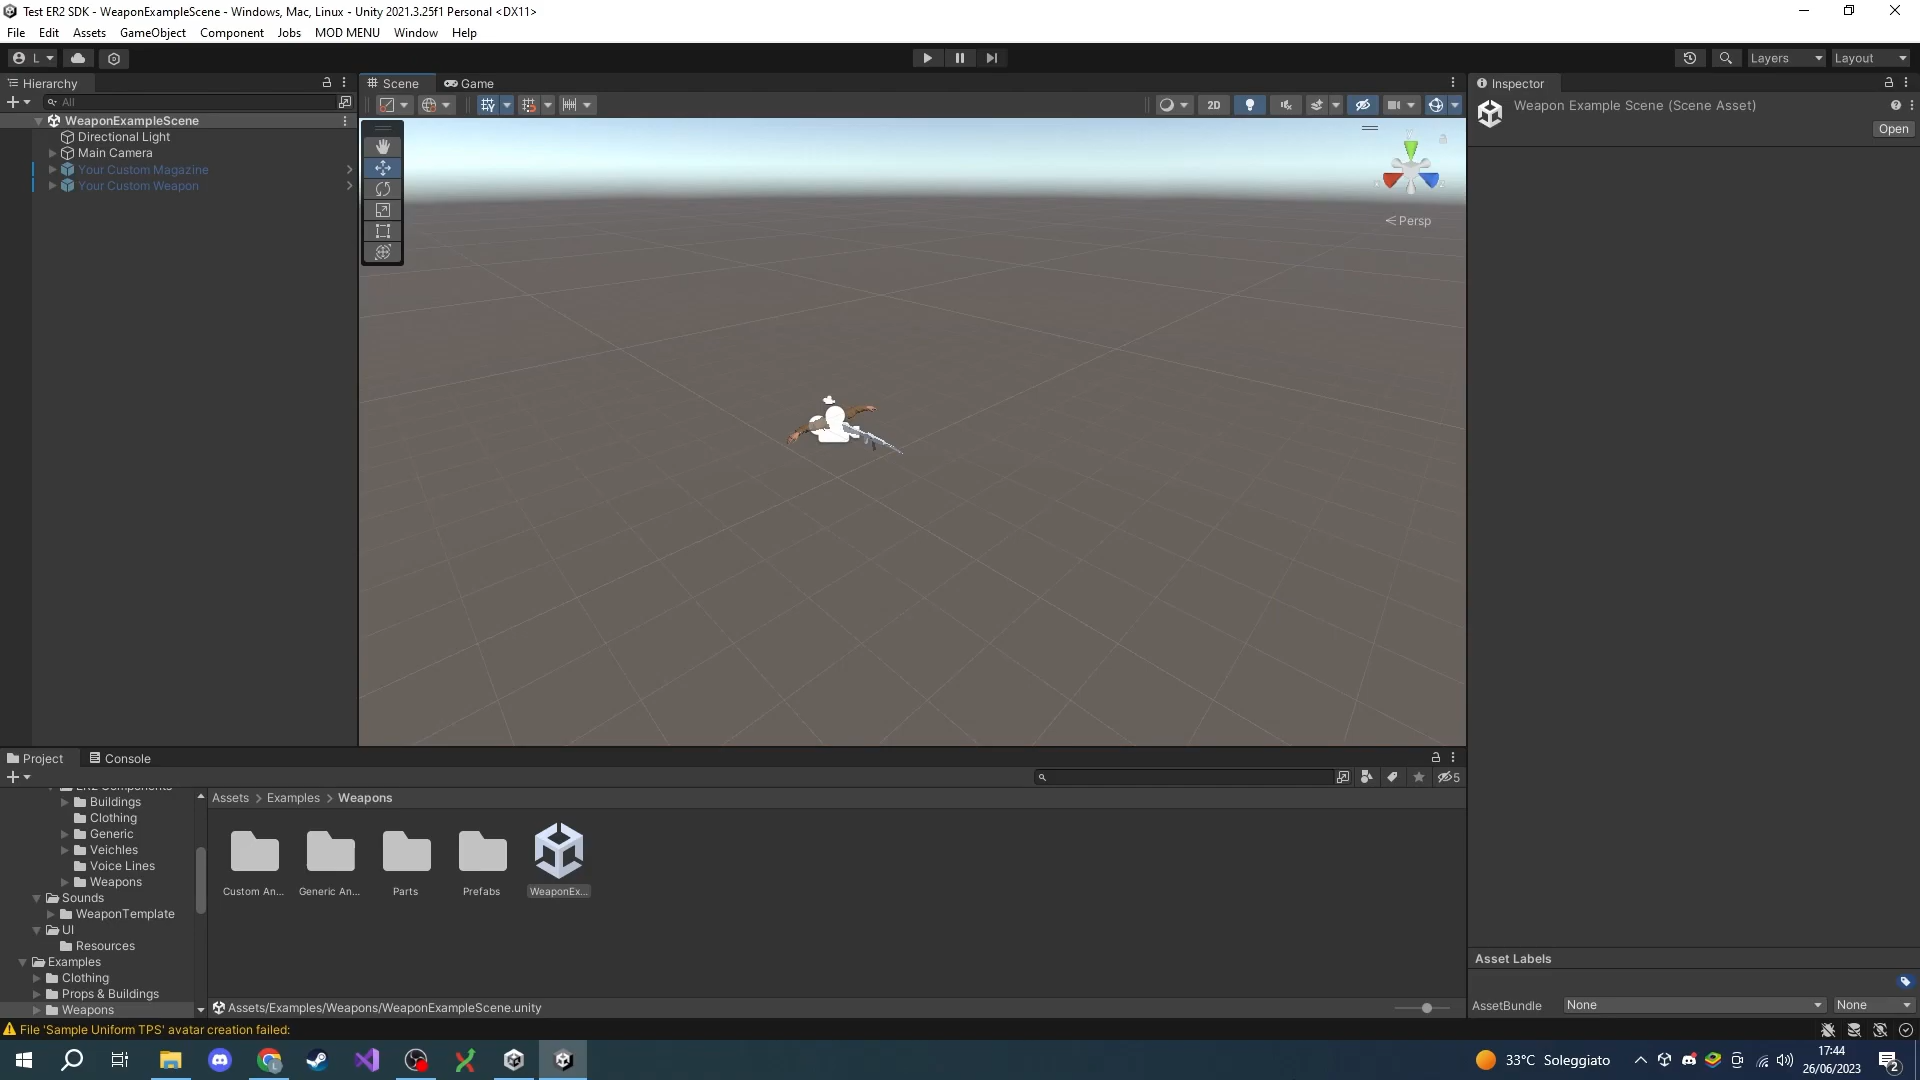 Test ER2 SDK - WeaponExampleScene - Windows, Mac, Linux - Unity 2021.3.25f1 Personal <DX11>
File Edit Assets GameObject Component Jobs MOD MENU Window Help
L
Layers
Layout
Hierarchy
All
WeaponExampleScene
Directional Light
Main Camera
Your Custom Magazine
Your Custom Weapon
Scene
Game
2D
Persp
Inspector
Weapon Example Scene (Scene Asset)
Open
Project
Console
5
ER2 Components
Buildings
Clothing
Generic
Veichles
Voice Lines
Weapons
Sounds
WeaponTemplate
UI
Resources
Examples
Clothing
Props & Buildings
Weapons
Assets > Examples > Weapons
Custom An...
Generic An...
Parts
Prefabs
WeaponEx...
Assets/Examples/Weapons/WeaponExampleScene.unity
Asset Labels
AssetBundle
None
None
File 'Sample Uniform TPS' avatar creation failed:
33°C Soleggiato
17:44
26/06/2023
2